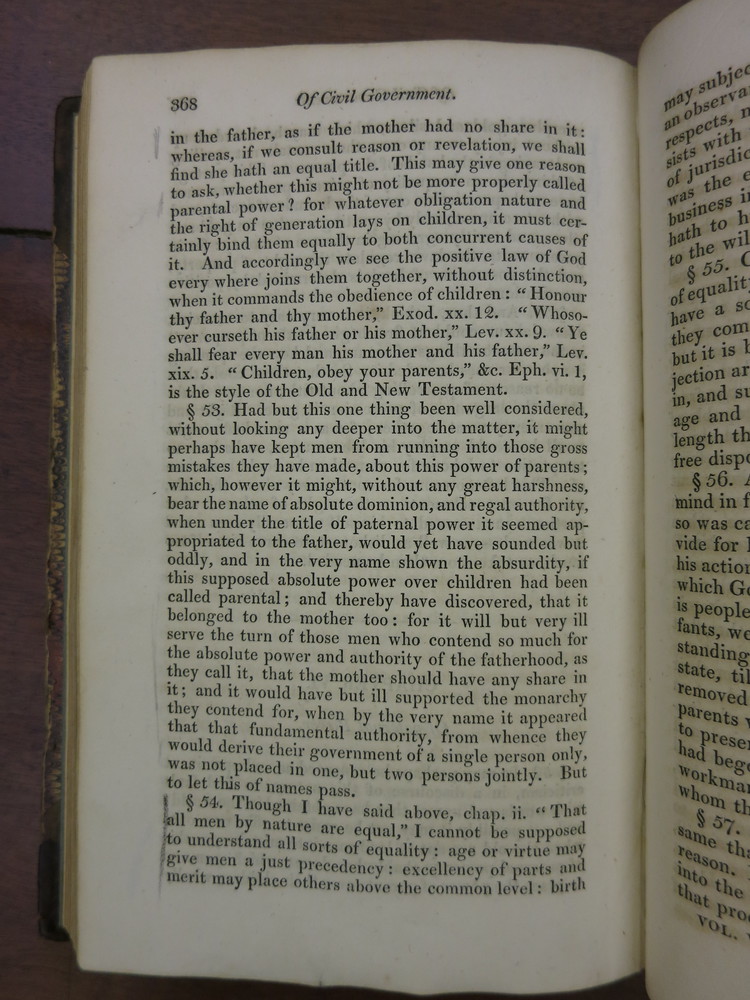 368
Of Civil Government.
in the father, as if the mother had no share in it:
whereas, if we consult reason or revelation, we shall
find she hath an equal title. This may give one reason
to ask, whether this might not be more properly called
parental power? for whatever obligation nature and
the right of generation lays on children, it must cer-
tainly bind them equally to both concurrent causes of
it. And accordingly we see the positive law of God
every where joins them together, without distinction,
when it commands the obedience of children: “Honour
thy father and thy mother,” Exod. xx. 12. “Whoso-
ever curseth his father or his mother,” Lev. xx. 9. “Ye
shall fear every man his mother and his father,” Lev.
xix. 5. “Children, obey your parents,” &c. Eph. vi. 1,
is the style of the Old and New Testament.
§ 53. Had but this one thing been well considered,
without looking any deeper into the matter, it might
perhaps have kept men from running into those gross
mistakes they have made, about this power of parents;
which, however it might, without any great harshness,
bear the name of absolute dominion, and regal authority,
when under the title of paternal power it seemed ap-
propriated to the father, would yet have sounded but
oddly, and in the very name shown the absurdity, if
this supposed absolute power over children had been
called parental; and thereby have discovered, that it
belonged to the mother too: for it will but very ill
serve the turn of those men who contend so much for
the absolute power and authority of the fatherhood, as
they call it, that the mother should have any share in
it; and it would have but ill supported the monarchy
they contend for, when by the very name it appeared
that that fundamental authority, from whence they
would derive their government of a single person only,
was not placed in one, but two persons jointly. But
to let this of names pass.
§ 54. Though I have said above, chap. ii. “That
all men by nature are equal,” I cannot be supposed
to understand all sorts of equality: age or virtue may
give men a just precedency: excellency of parts and
merit may place others above the common level: birth
may subjec
an observa
respects, n
sists with
of jurisdic
was the e
business in
hath to h
to the wil
§ 55. C
of equality
have a so
they com
but it is b
jection ar
in, and su
age and
length th
free dispo
§ 56. A
mind in f
so was ca
vide for h
his action
which Go
is people
fants, we
standing
state, til
removed
parents v
to preser
had bego
workman
whom th
§ 57.
same tha
reason.
into the
that pro
VOL.